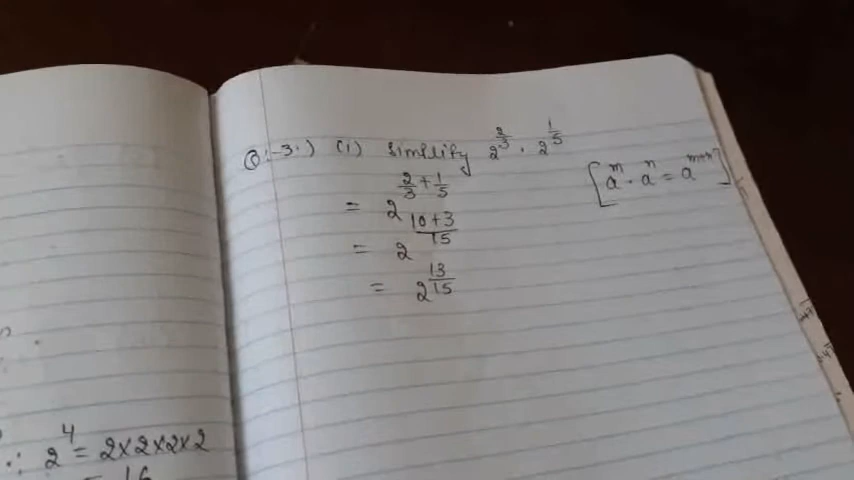 ∴ 2^4 = 2×2×2×2
= 16
Q:-3.) (i) Simplify 2^(2/3) · 2^(1/5)
[a^m · a^n = a^(m+n)]
= 2^(2/3 + 1/5)
= 2^((10+3)/15)
= 2^(13/15)